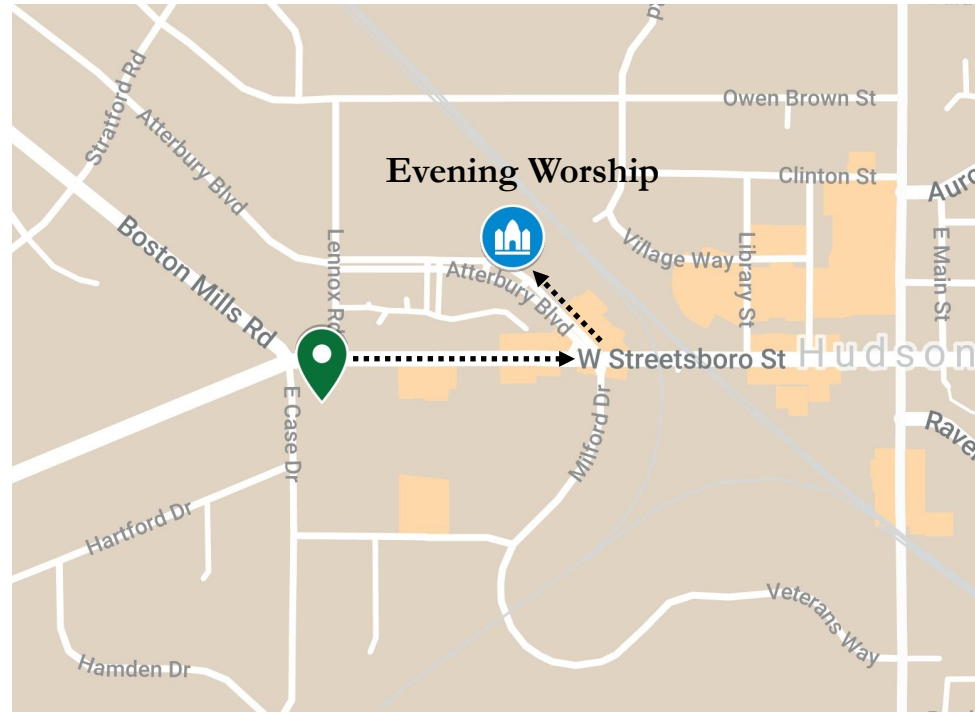 Owen Brown St
Stratford Rd
Atterbury Blvd
Evening Worship
Clinton St
Boston Mills Rd
Lennox Rd
Village Way
Library St
E Main St
Atterbury Blvd
W Streetsboro St
Hudson
E Case Dr
Milford Dr
Hartford Dr
Veterans Way
Hamden Dr